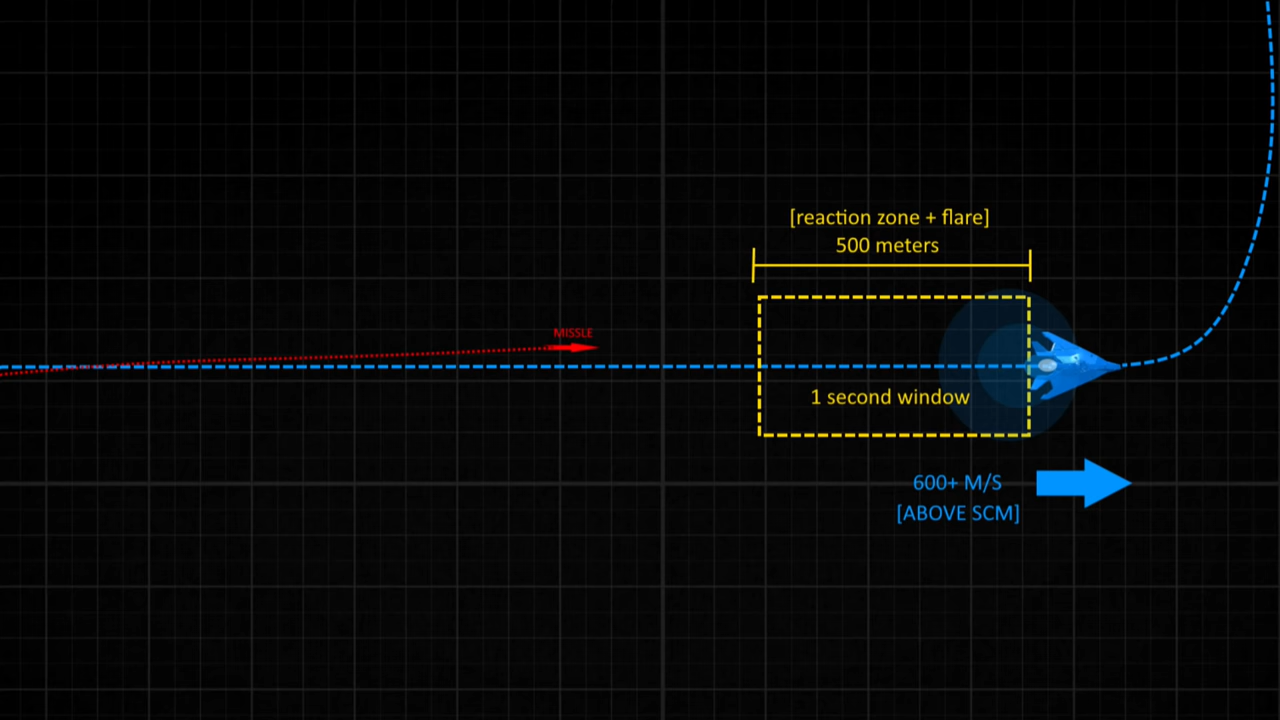 [reaction zone + flare]
500 meters
MISSLE
1 second window
600+ M/S
[ABOVE SCM]